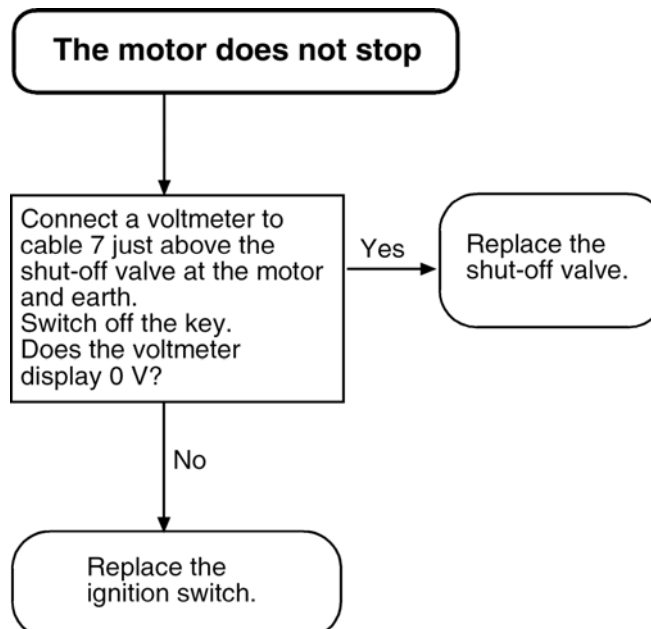 The motor does not stop
Connect a voltmeter to
cable 7 just above the
shut-off valve at the motor
and earth.
Switch off the key.
Does the voltmeter
display 0 V?
Yes
Replace the
shut-off valve.
No
Replace the
ignition switch.